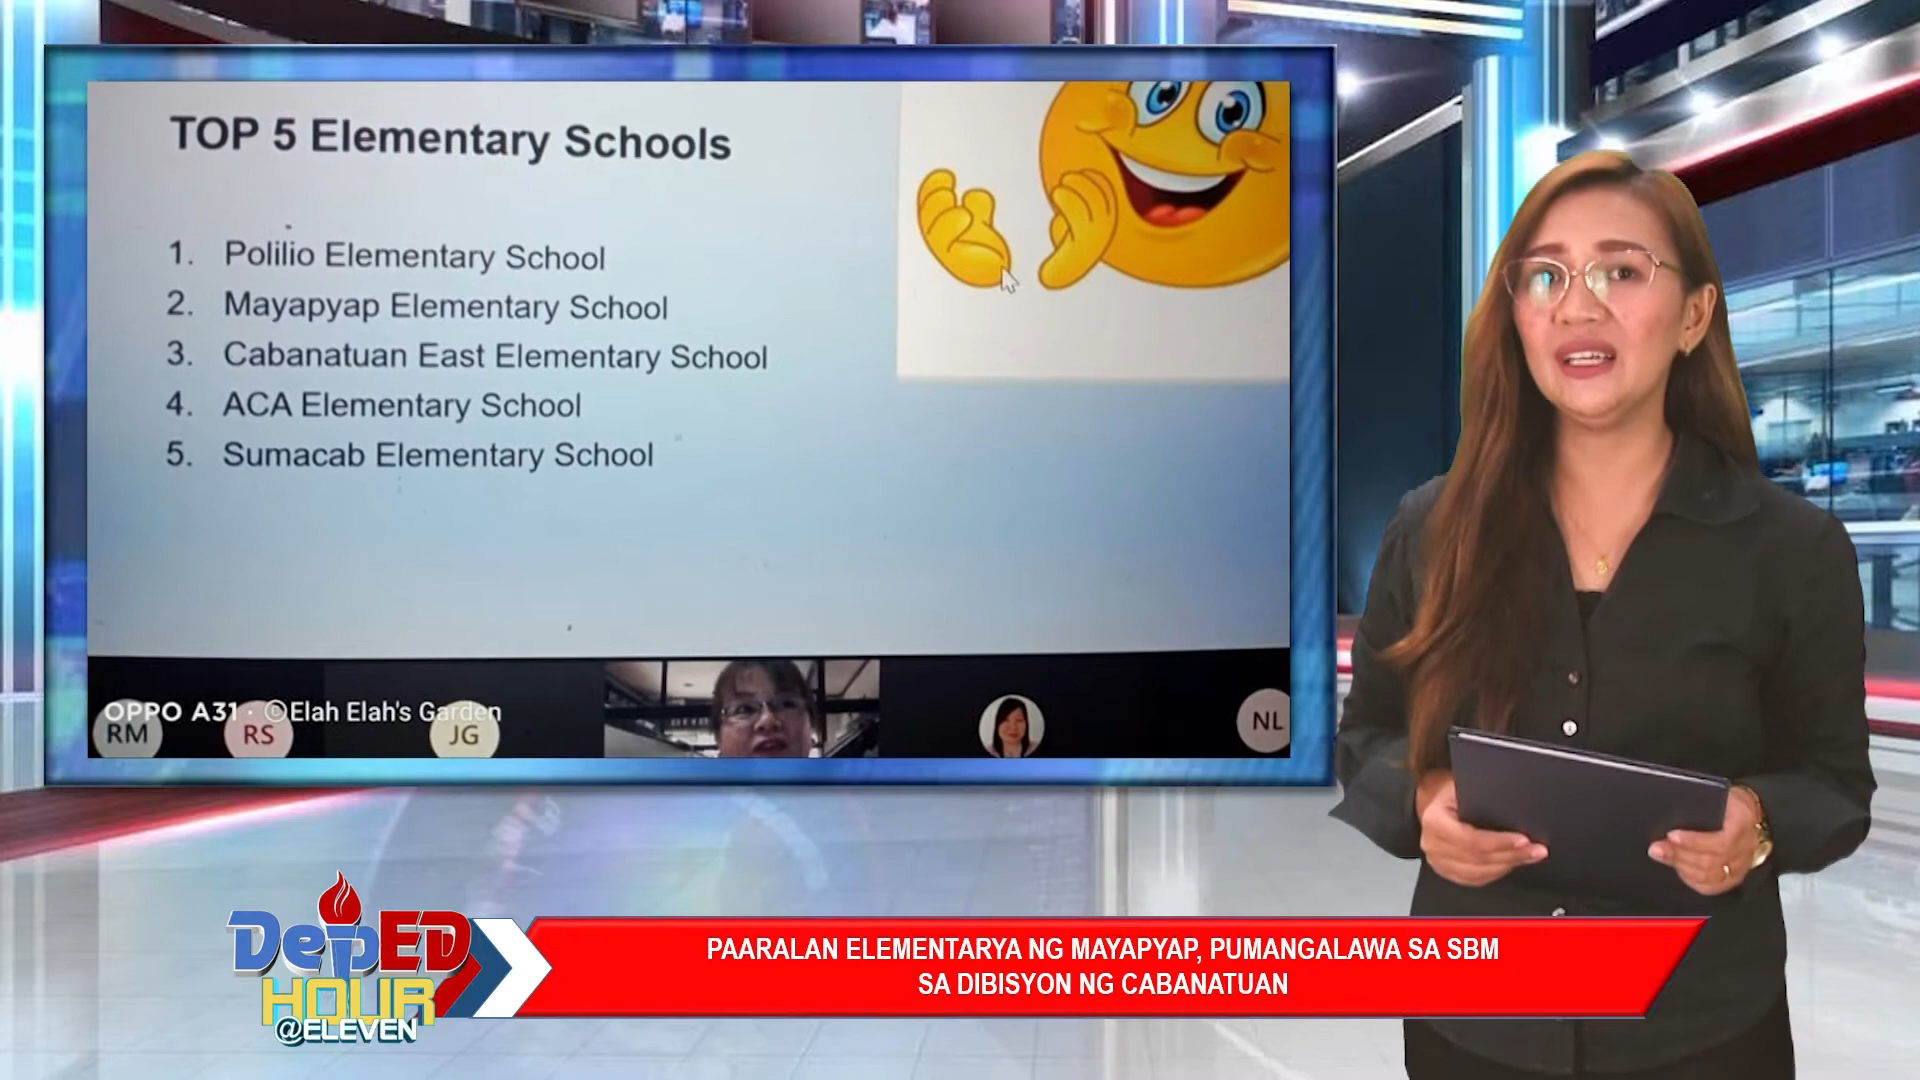 TOP 5 Elementary Schools
1. Polilio Elementary School
2. Mayapyap Elementary School
3. Cabanatuan East Elementary School
4. ACA Elementary School
5. Sumacab Elementary School
OPPO A31 · ©Elah Elah's Garden
RM
RS
JG
NL
DepED
HOUR
@ELEVEN
PAARALAN ELEMENTARYA NG MAYAPYAP, PUMANGALAWA SA SBM
SA DIBISYON NG CABANATUAN